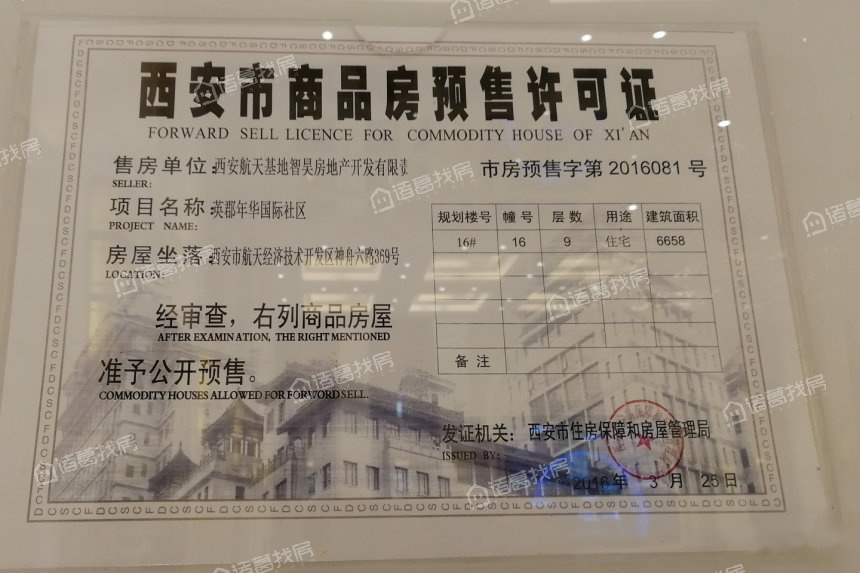 西安市商品房预售许可证
FORWARD SELL LICENCE FOR COMMODITY HOUSE OF XI'AN
售房单位:西安航天基地智昊房地产开发有限责
SELLER:
市房预售字第 2016081 号
项目名称:英郡年华国际社区
PROJECT NAME:
房屋坐落:西安市航天经济技术开发区神舟六路369号
LOCATION:
规划楼号 幢号 层数 用途 建筑面积
16# 16 9 住宅 6658
备注
经审查，右列商品房屋
AFTER EXAMINATION, THE RIGHT MENTIONED
准予公开预售。
COMMODITY HOUSES ALLOWED FOR FORWORD SELL.
发证机关： 西安市住房保障和房屋管理局
ISSUED BY:
2016年 3 月 25日
诸葛找房